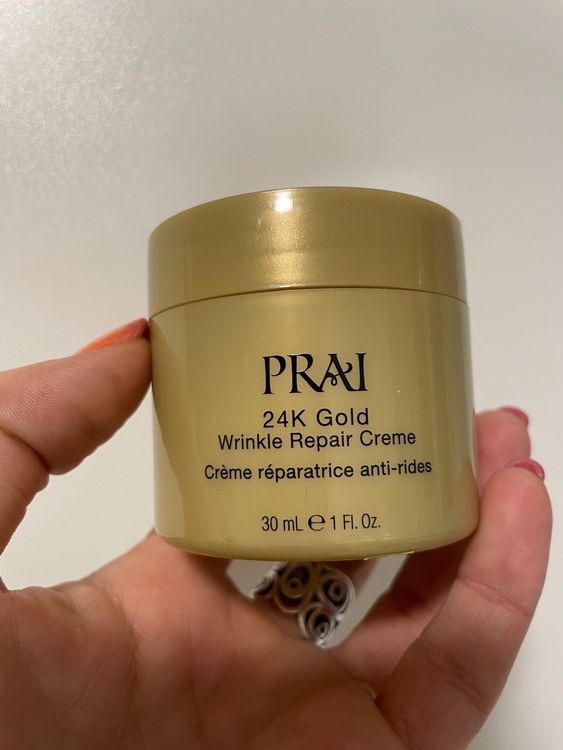 PRAI
24K Gold
Wrinkle Repair Creme
Crème réparatrice anti-rides
30 mL ℮ 1 Fl. Oz.